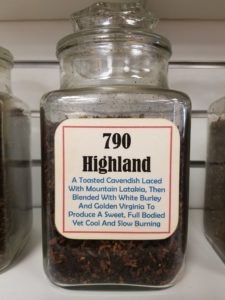 790
Highland
A Toasted Cavendish Laced
With Mountain Latakia, Then
Blended With White Burley
And Golden Virginia To
Produce A Sweet, Full Bodied
Yet Cool And Slow Burning